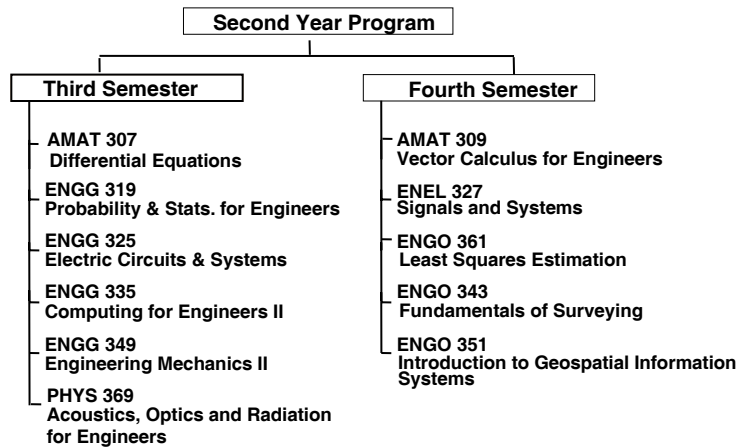 Second Year Program
Third Semester
AMAT 307
Differential Equations
ENGG 319
Probability & Stats. for Engineers
ENGG 325
Electric Circuits & Systems
ENGG 335
Computing for Engineers II
ENGG 349
Engineering Mechanics II
PHYS 369
Acoustics, Optics and Radiation
for Engineers
Fourth Semester
AMAT 309
Vector Calculus for Engineers
ENEL 327
Signals and Systems
ENGO 361
Least Squares Estimation
ENGO 343
Fundamentals of Surveying
ENGO 351
Introduction to Geospatial Information
Systems